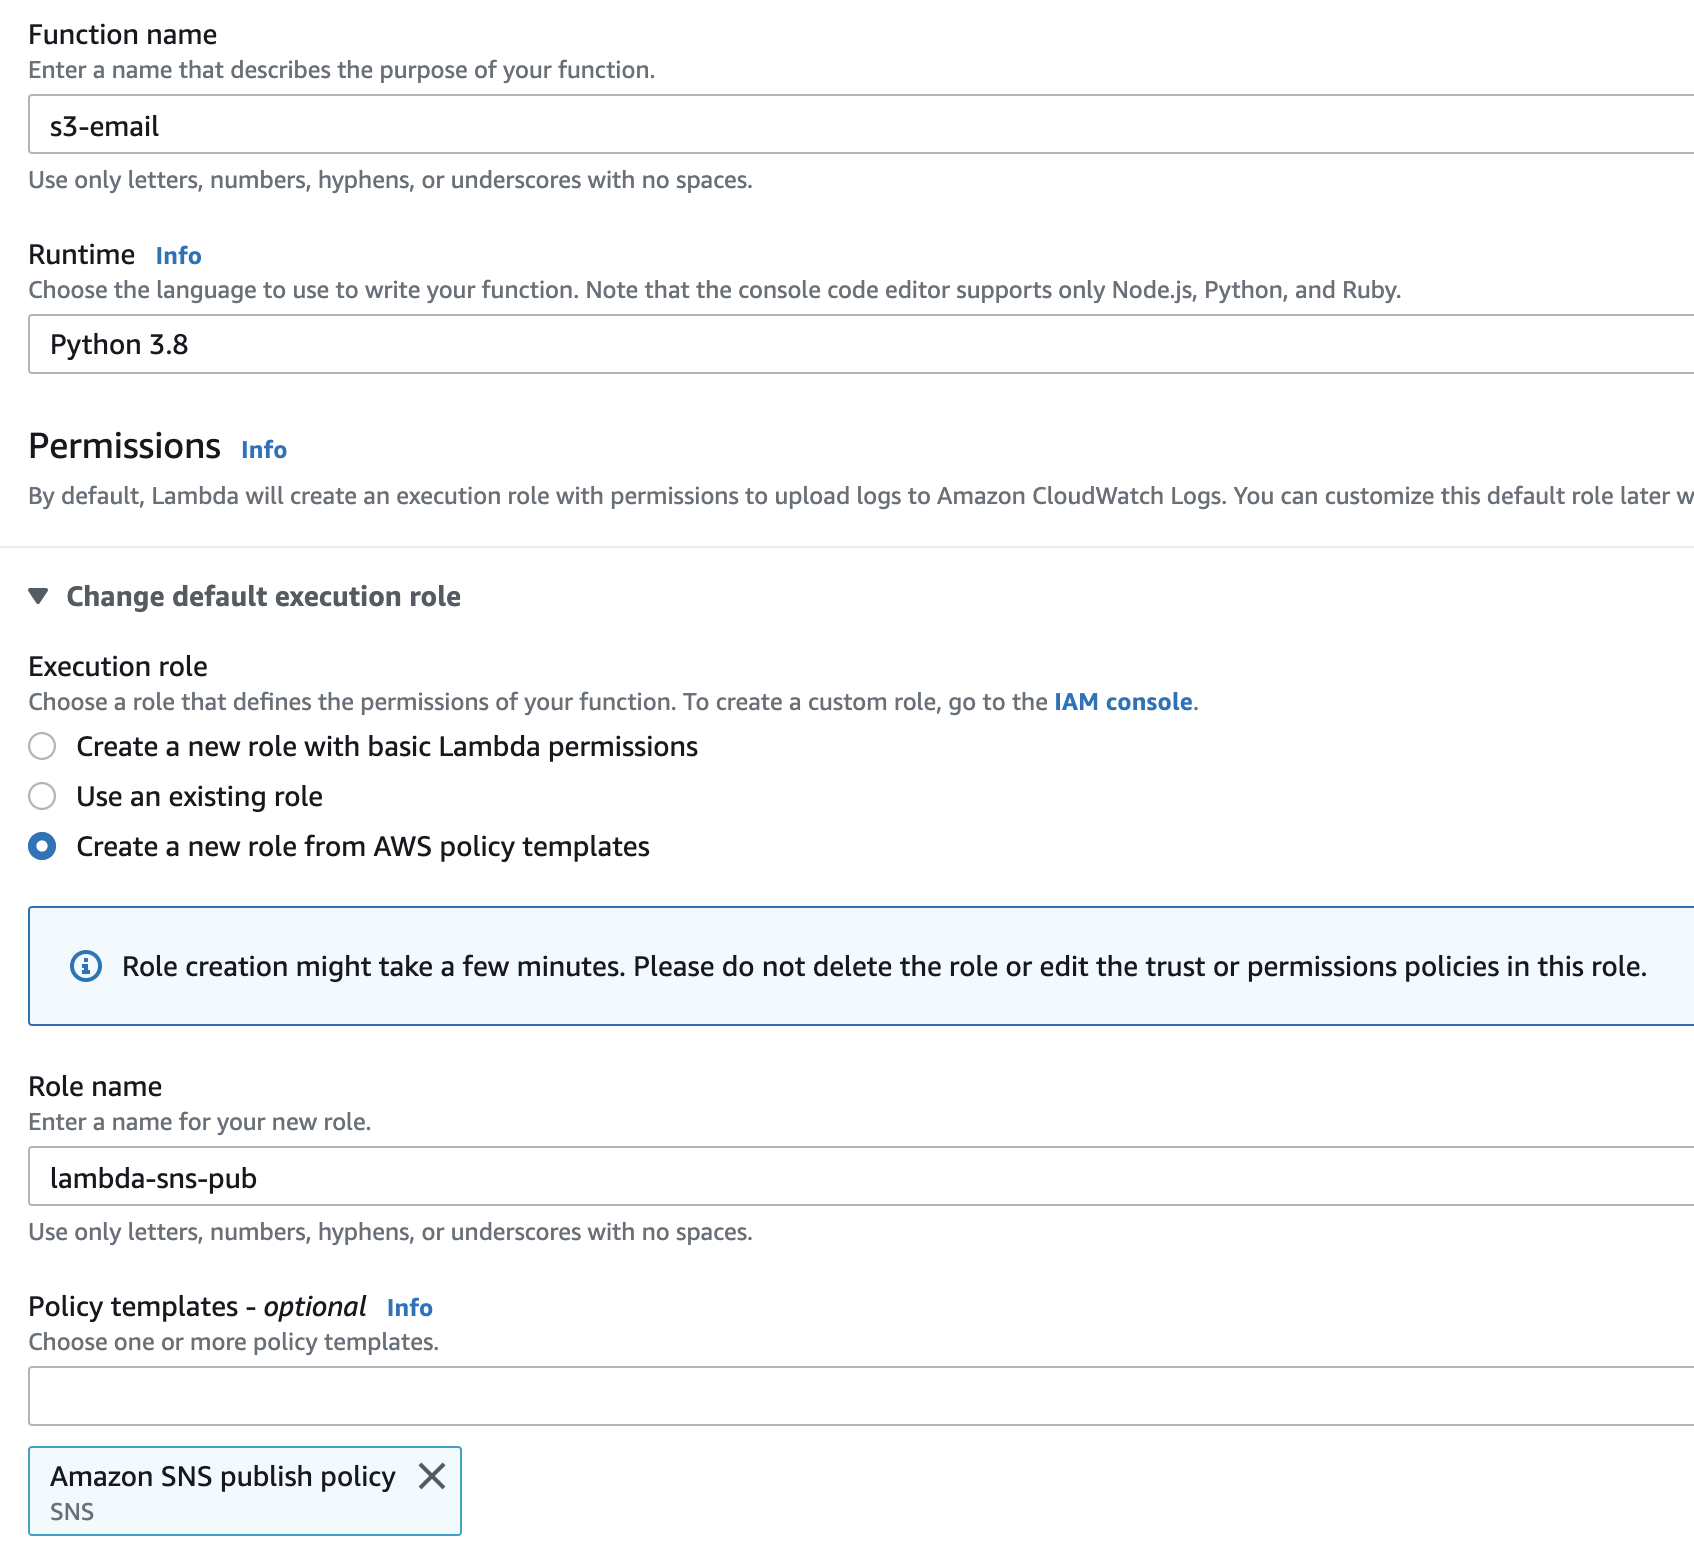 Function name
Enter a name that describes the purpose of your function.
s3-email
Use only letters, numbers, hyphens, or underscores with no spaces.
Runtime Info
Choose the language to use to write your function. Note that the console code editor supports only Node.js, Python, and Ruby.
Python 3.8
Permissions Info
By default, Lambda will create an execution role with permissions to upload logs to Amazon CloudWatch Logs. You can customize this default role later
Change default execution role
Execution role
Choose a role that defines the permissions of your function. To create a custom role, go to the IAM console.
Create a new role with basic Lambda permissions
Use an existing role
Create a new role from AWS policy templates
Role creation might take a few minutes. Please do not delete the role or edit the trust or permissions policies in this role.
Role name
Enter a name for your new role.
lambda-sns-pub
Use only letters, numbers, hyphens, or underscores with no spaces.
Policy templates - optional Info
Choose one or more policy templates.
Amazon SNS publish policy
SNS